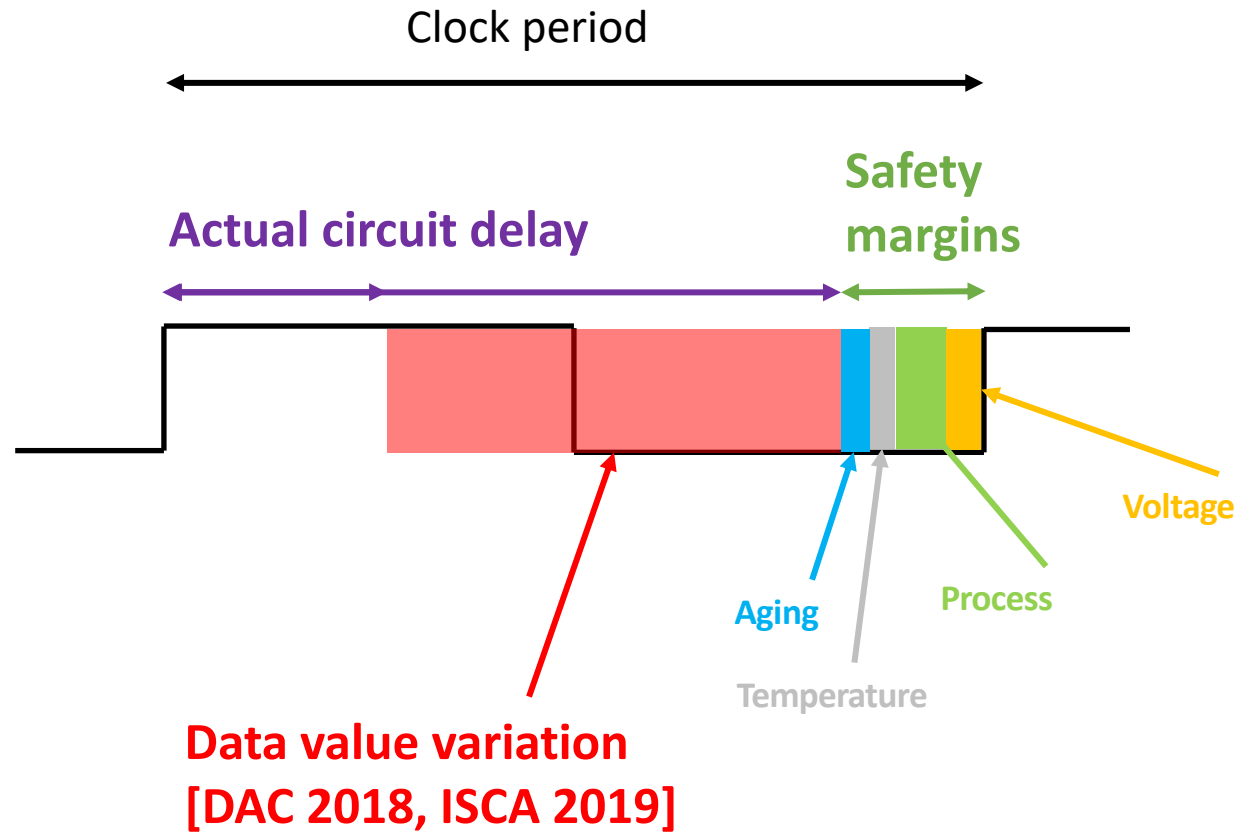 Clock period
Safety
margins
Actual circuit delay
Voltage
Process
Aging
Temperature
Data value variation
[DAC 2018, ISCA 2019]